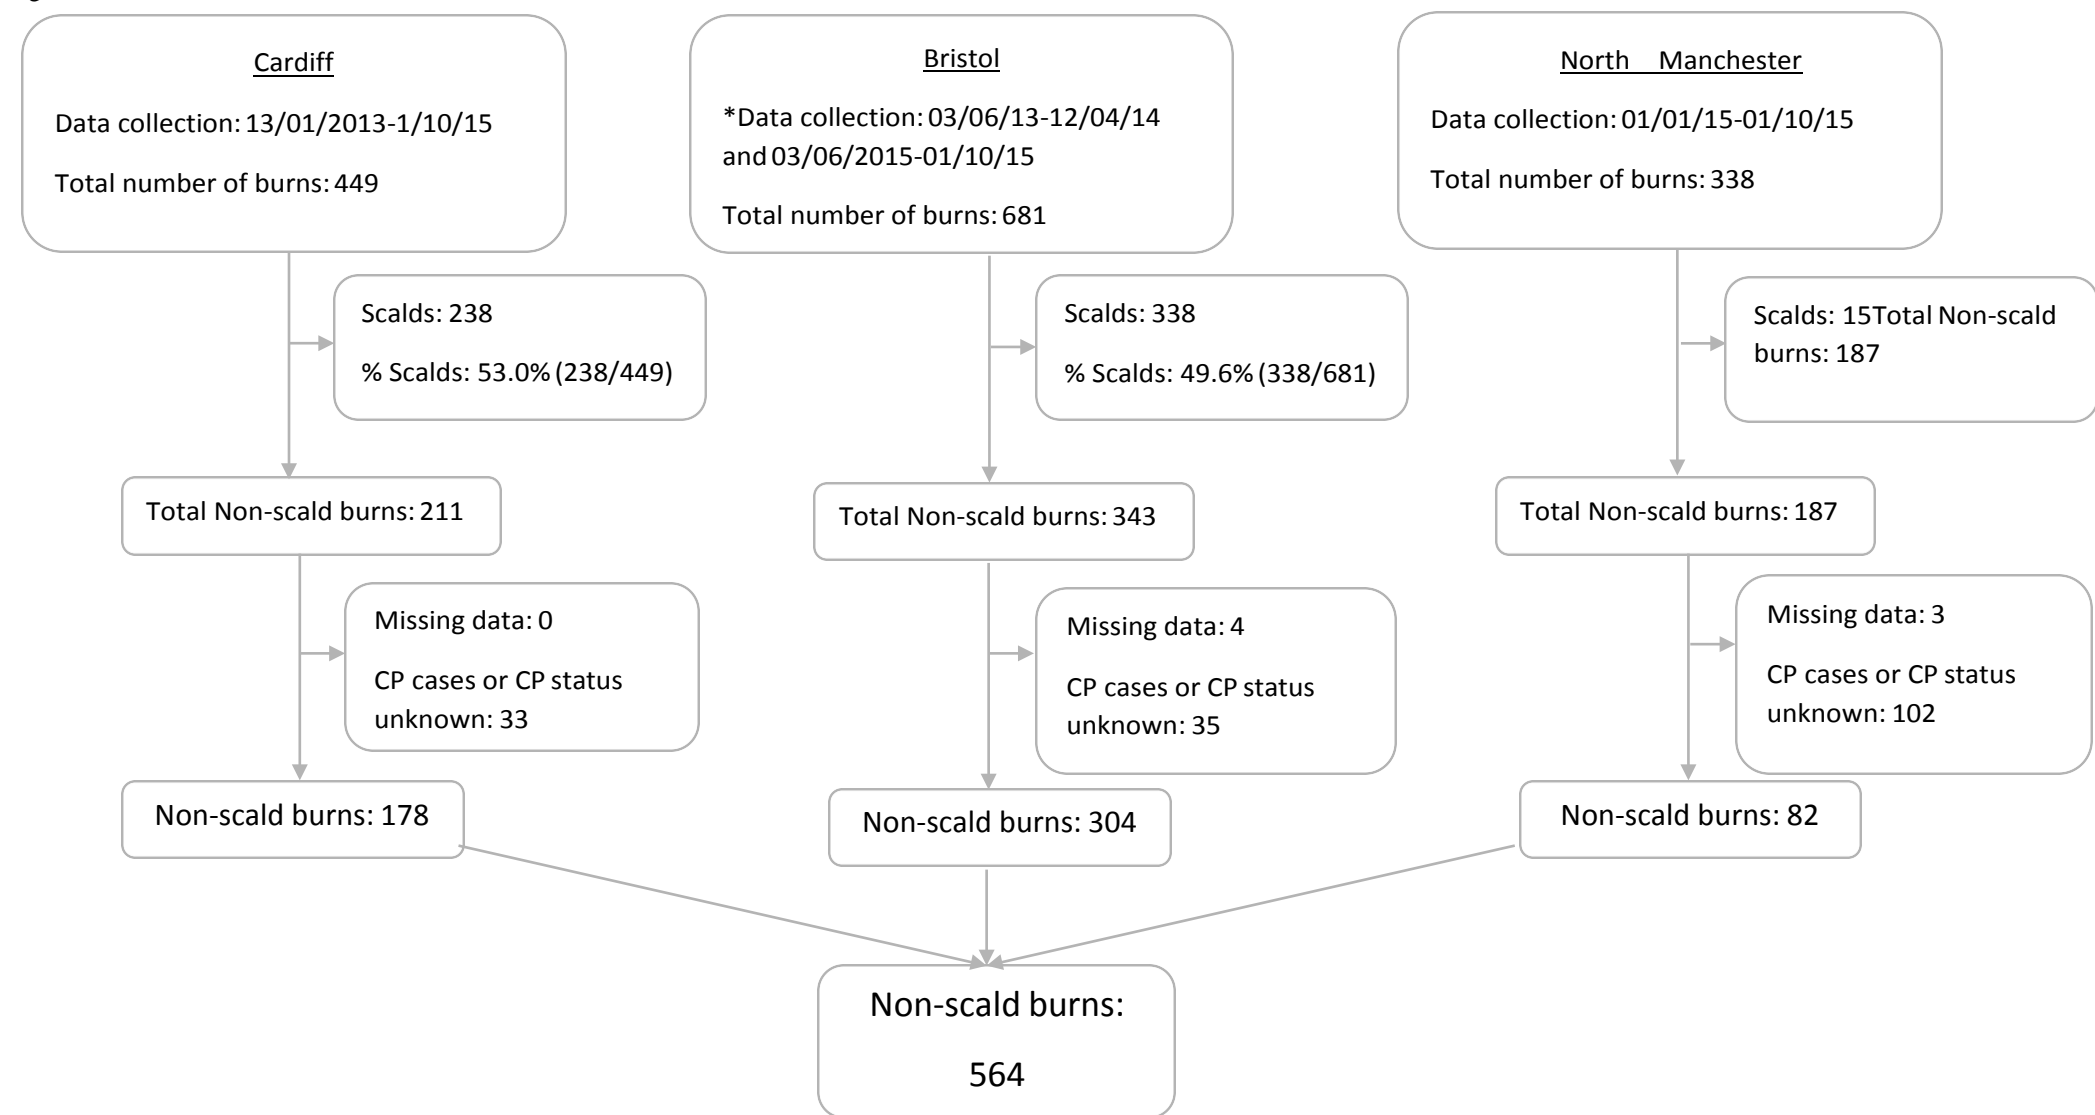 Cardiff
Data collection: 13/01/2013-1/10/15
Total number of burns: 449
Bristol
*Data collection: 03/06/13-12/04/14
and 03/06/2015-01/10/15
Total number of burns: 681
North Manchester
Data collection: 01/01/15-01/10/15
Total number of burns: 338
Scalds: 238
% Scalds: 53.0% (238/449)
Scalds: 338
% Scalds: 49.6% (338/681)
Scalds: 15Total Non-scald
burns: 187
Total Non-scald burns: 211
Total Non-scald burns: 343
Total Non-scald burns: 187
Missing data: 0
CP cases or CP status
unknown: 33
Missing data: 4
CP cases or CP status
unknown: 35
Missing data: 3
CP cases or CP status
unknown: 102
Non-scald burns: 178
Non-scald burns: 304
Non-scald burns: 82
Non-scald burns:
564